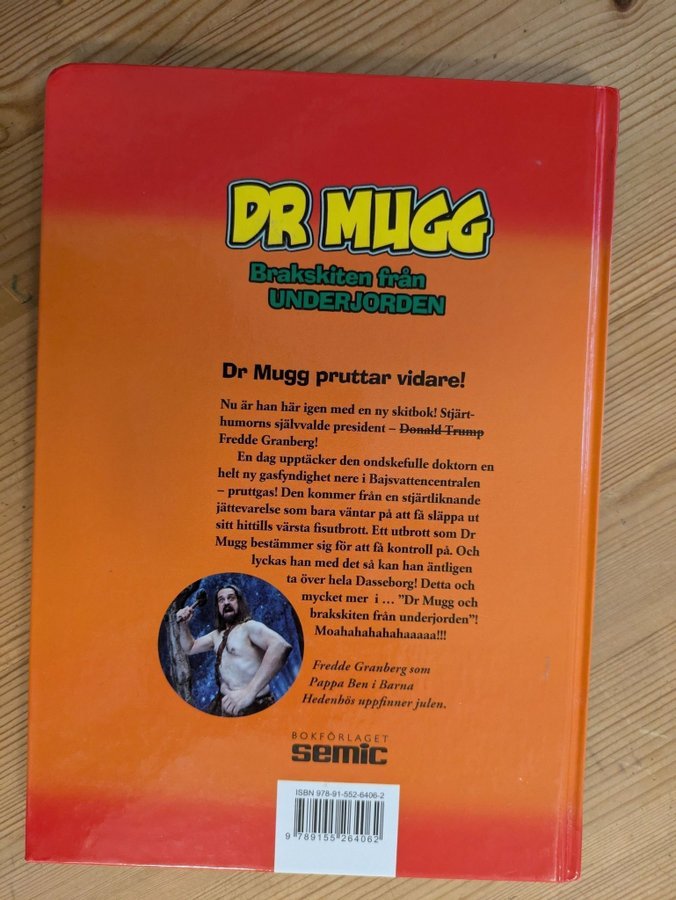 DR MUGG
Brakskiten från
UNDERJORDEN
Dr Mugg pruttar vidare!
Nu är han här igen med en ny skitbok! Stjärt-
humorns självvalde president – Donald Trump
Fredde Granberg!
En dag upptäcker den ondskefulle doktorn en
helt ny gasfyndighet nere i Bajsvattencentralen
– pruttgas! Den kommer från en stjärtliknande
jättevarelse som bara väntar på att få släppa ut
sitt hittills värsta fisutbrott. Ett utbrott som Dr
Mugg bestämmer sig för att få kontroll på. Och
lyckas han med det så kan han äntligen
ta över hela Dasseborg! Detta och
mycket mer i … ”Dr Mugg och
brakskiten från underjorden”!
Moahahahahahaaaaa!!!
Fredde Granberg som
Pappa Ben i Barna
Hedenhös uppfinner julen.
BOKFÖRLAGET
semic
ISBN 978-91-552-6406-2
9 789155 264062